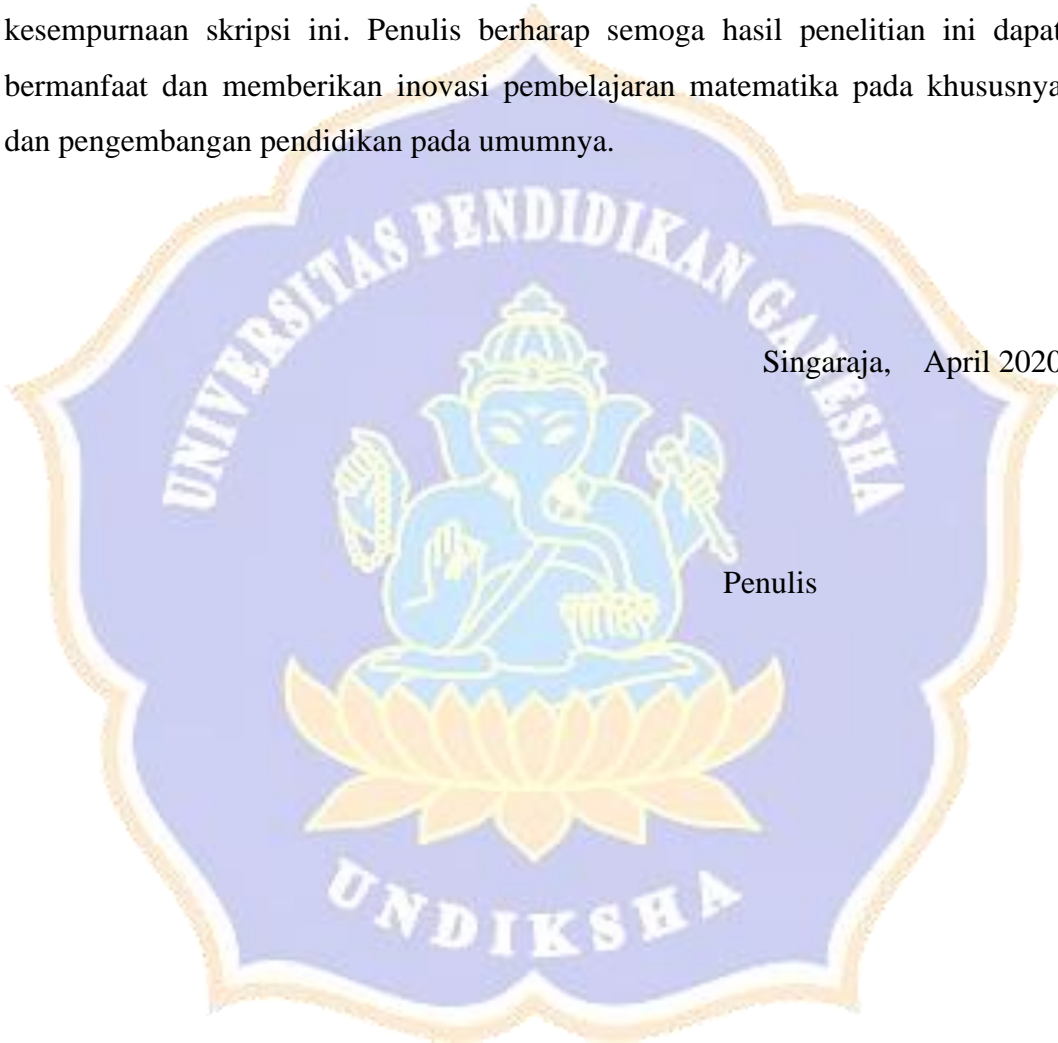 kesempurnaan skripsi ini. Penulis berharap semoga hasil penelitian ini dapat
bermanfaat dan memberikan inovasi pembelajaran matematika pada khususnya
dan pengembangan pendidikan pada umumnya.
UNIVERSITAS PENDIDIKAN GANESHA
Singaraja, April 2020
Penulis
UNDIKSHA